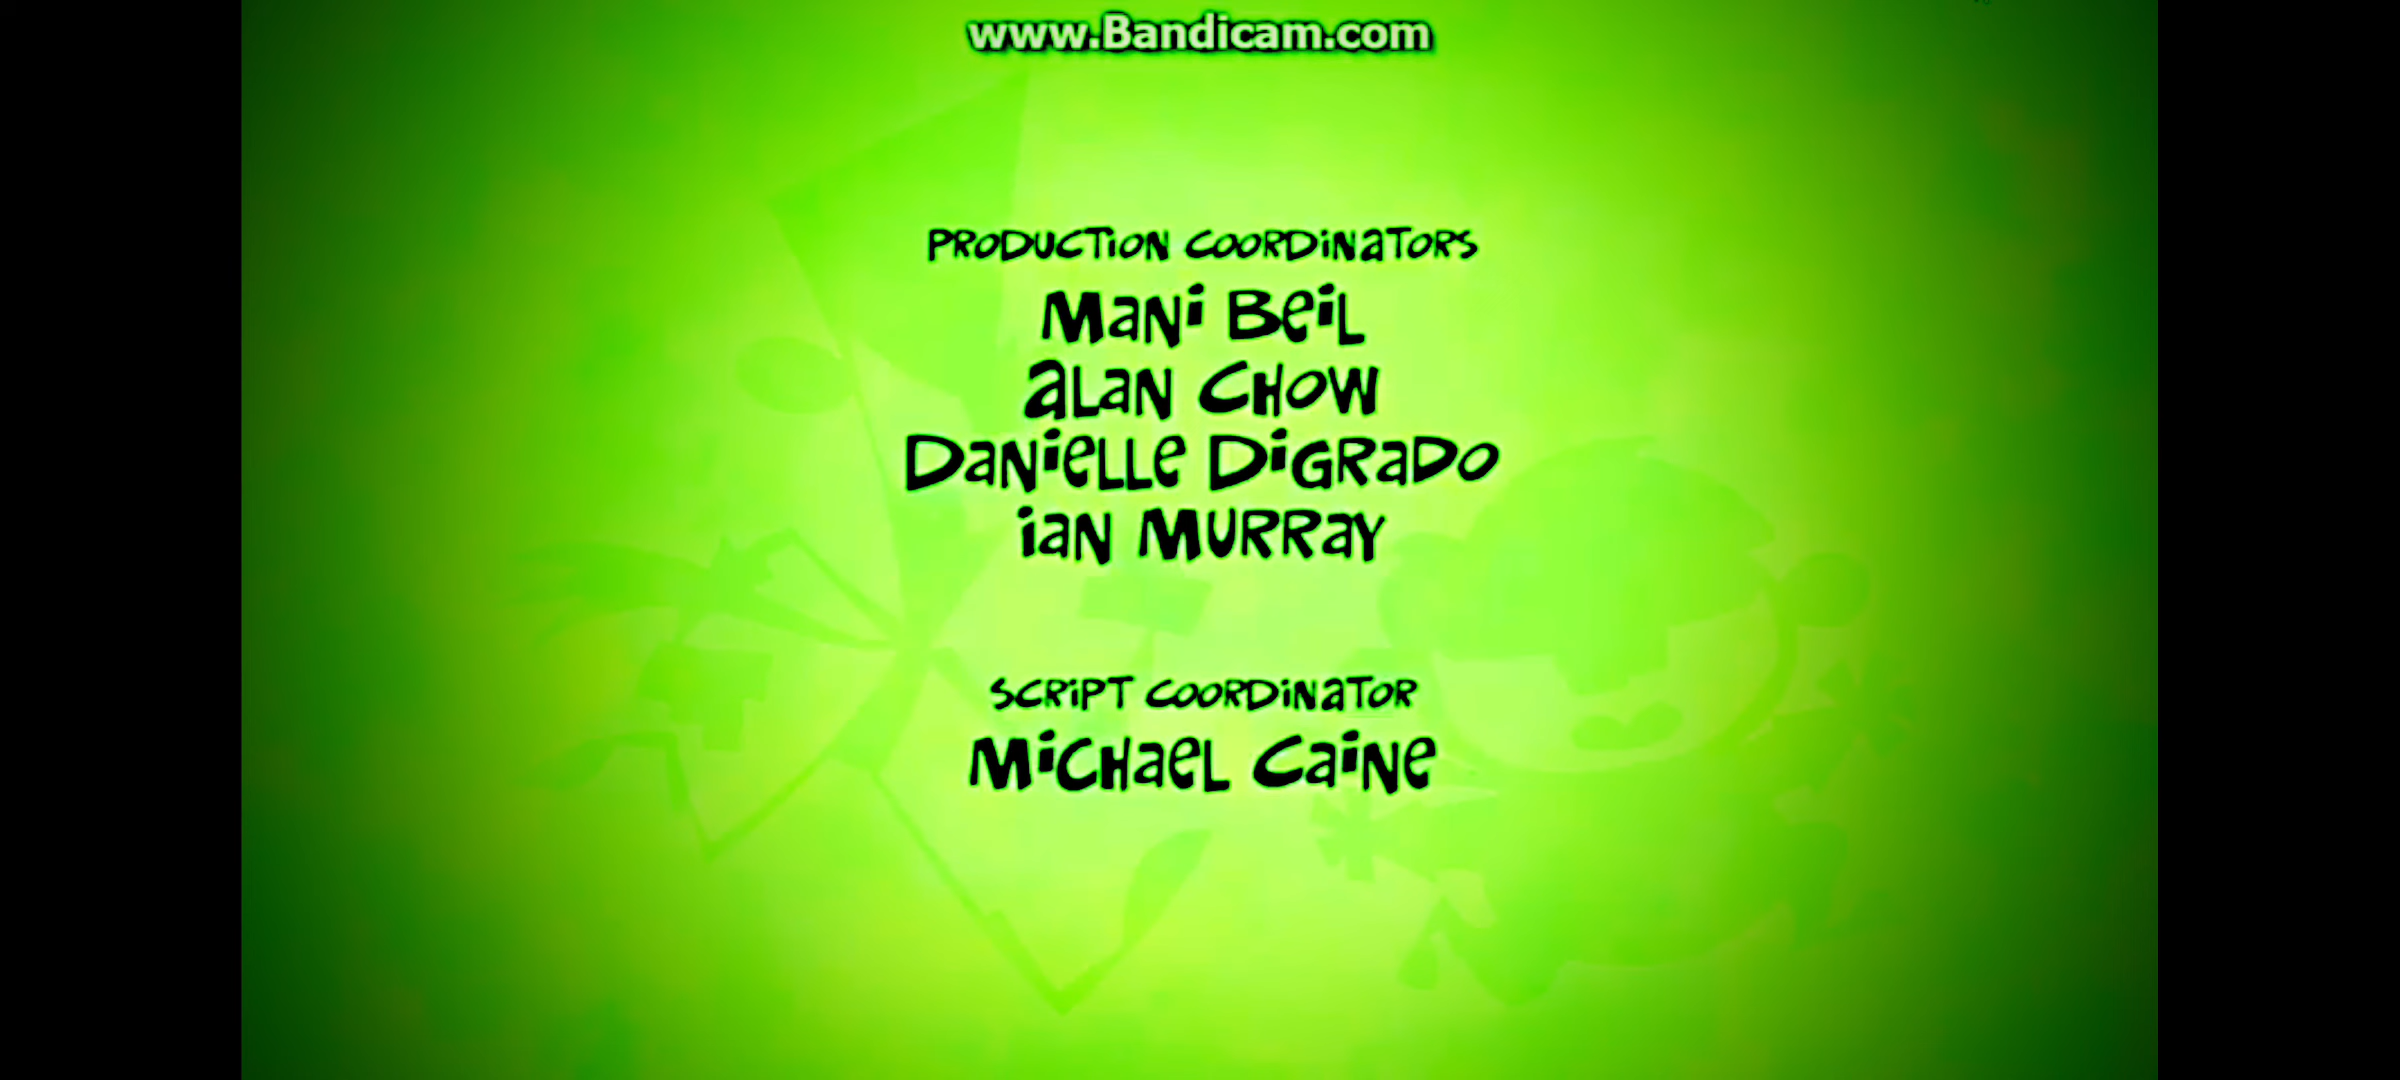 www.Bandicam.com
PRODUCTION COORDINATORS
MANI BEIL
ALAN CHOW
DANIELLE DIGRADO
IAN MURRAY
SCRIPT COORDINATOR
MICHAEL CAINE